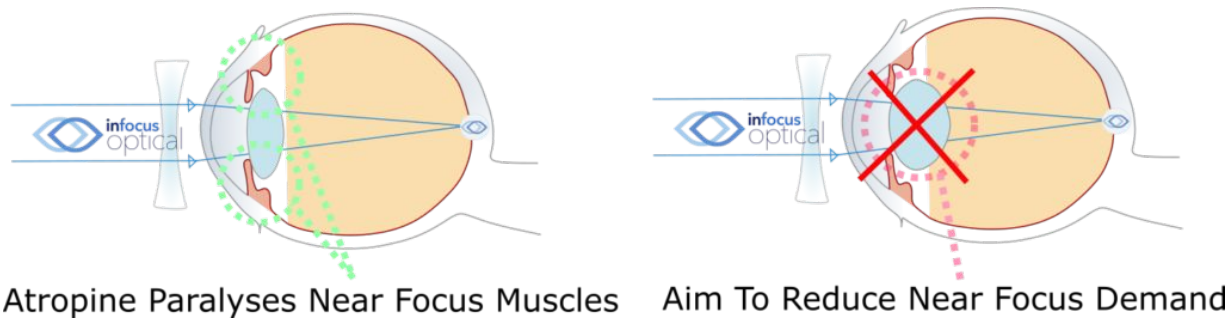 infocus
optical
infocus
optical
Atropine Paralyses Near Focus Muscles
Aim To Reduce Near Focus Demand